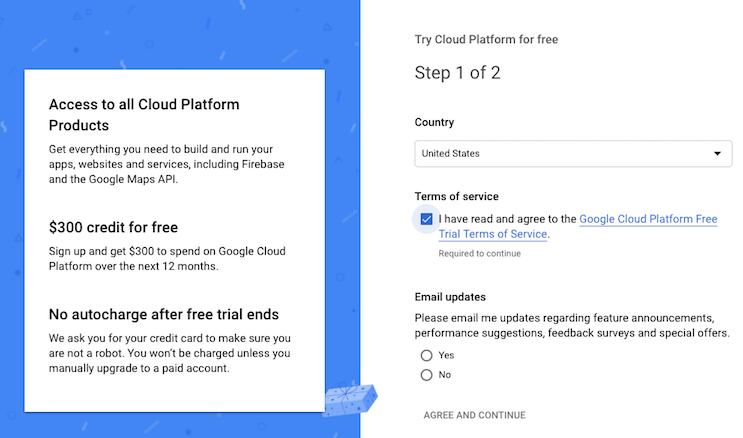 Access to all Cloud Platform
Products
Get everything you need to build and run your
apps, websites and services, including Firebase
and the Google Maps API.
$300 credit for free
Sign up and get $300 to spend on Google Cloud
Platform over the next 12 months.
No autocharge after free trial ends
We ask you for your credit card to make sure you
are not a robot. You won't be charged unless you
manually upgrade to a paid account.
Try Cloud Platform for free
Step 1 of 2
Country
United States
Terms of service
I have read and agree to the Google Cloud Platform Free
Trial Terms of Service.
Required to continue
Email updates
Please email me updates regarding feature announcements,
performance suggestions, feedback surveys and special offers.
Yes
No
AGREE AND CONTINUE